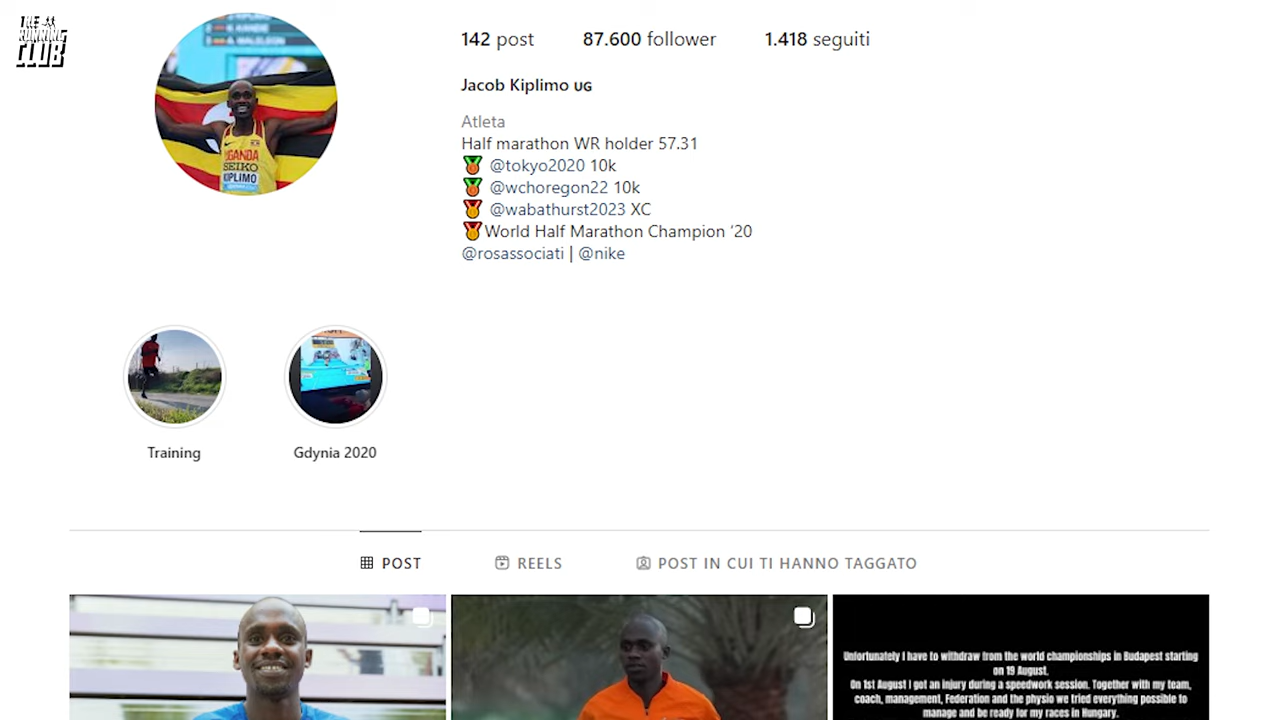 THE
RUNNING
CLUB
142 post 87.600 follower 1.418 seguiti
Jacob Kiplimo UG
Atleta
Half marathon WR holder 57.31
@tokyo2020 10k
@wchoregon22 10k
@wabathurst2023 XC
World Half Marathon Champion '20
@rosassociati | @nike
UGANDA
SEIKO
KIPLIMO
Training Gdynia 2020
POST REELS POST IN CUI TI HANNO TAGGATO
Unfortunately I have to withdraw from the world championships in Budapest starting
on 19 August.
On 1st August I got an injury during a speedwork session. Together with my team,
coach, management, Federation and the physio we tried everything possible to
manage and be ready for my races in Hungary.